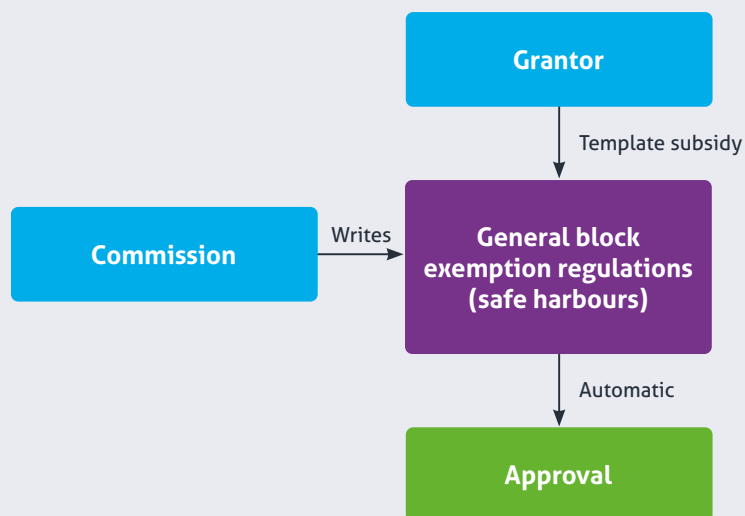 Grantor
Template subsidy
Commission
Writes
General block
exemption regulations
(safe harbours)
Automatic
Approval